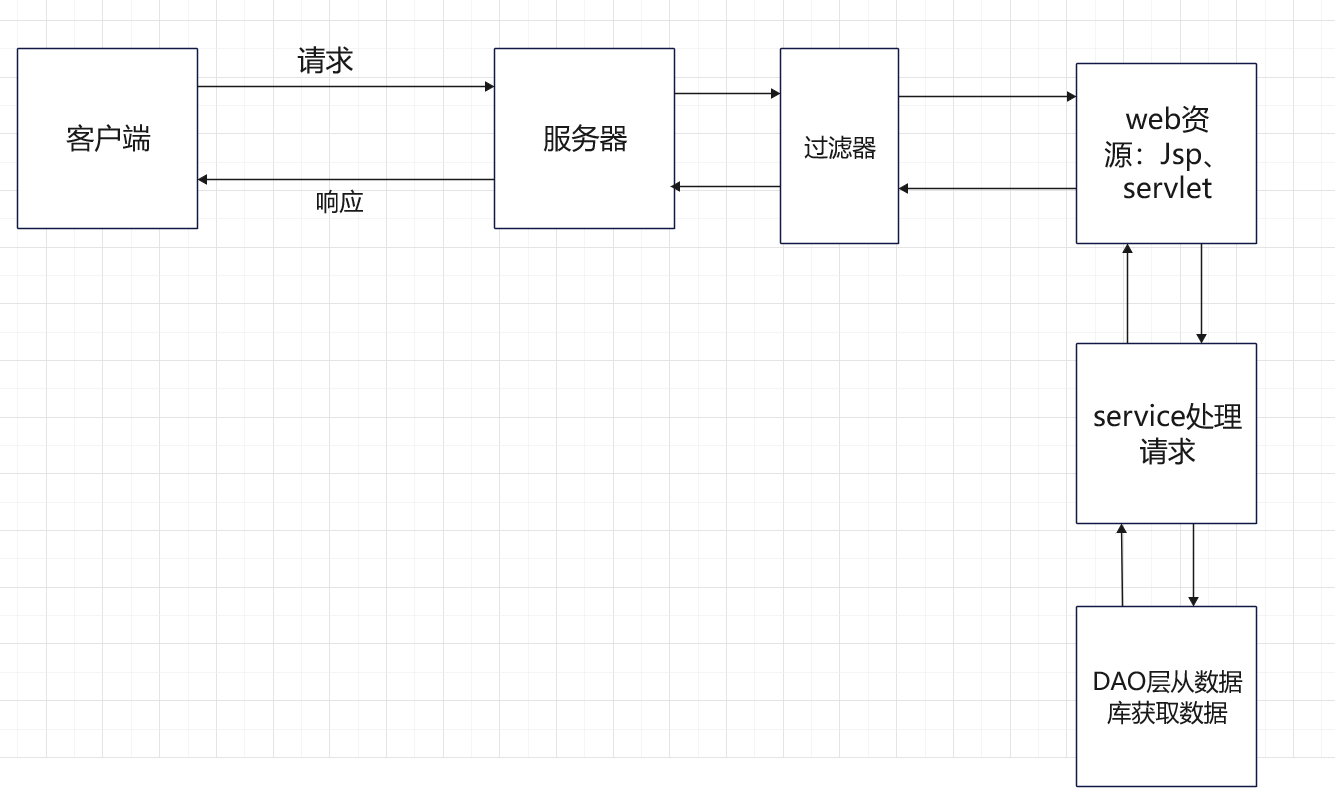 请求
客户端
服务器
过滤器
web资
源：Jsp、
servlet
响应
service处理
请求
DAO层从数据
库获取数据